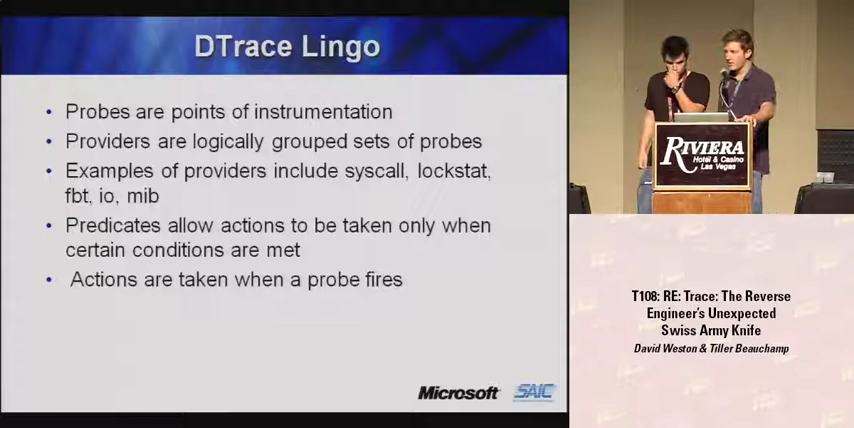 DTrace Lingo
• Probes are points of instrumentation
• Providers are logically grouped sets of probes
• Examples of providers include syscall, lockstat,
fbt, io, mib
• Predicates allow actions to be taken only when
certain conditions are met
• Actions are taken when a probe fires
Microsoft
SAIC
RIVIERA
Hotel & Casino
Las Vegas
T108: RE: Trace: The Reverse
Engineer's Unexpected
Swiss Army Knife
David Weston & Tiller Beauchamp